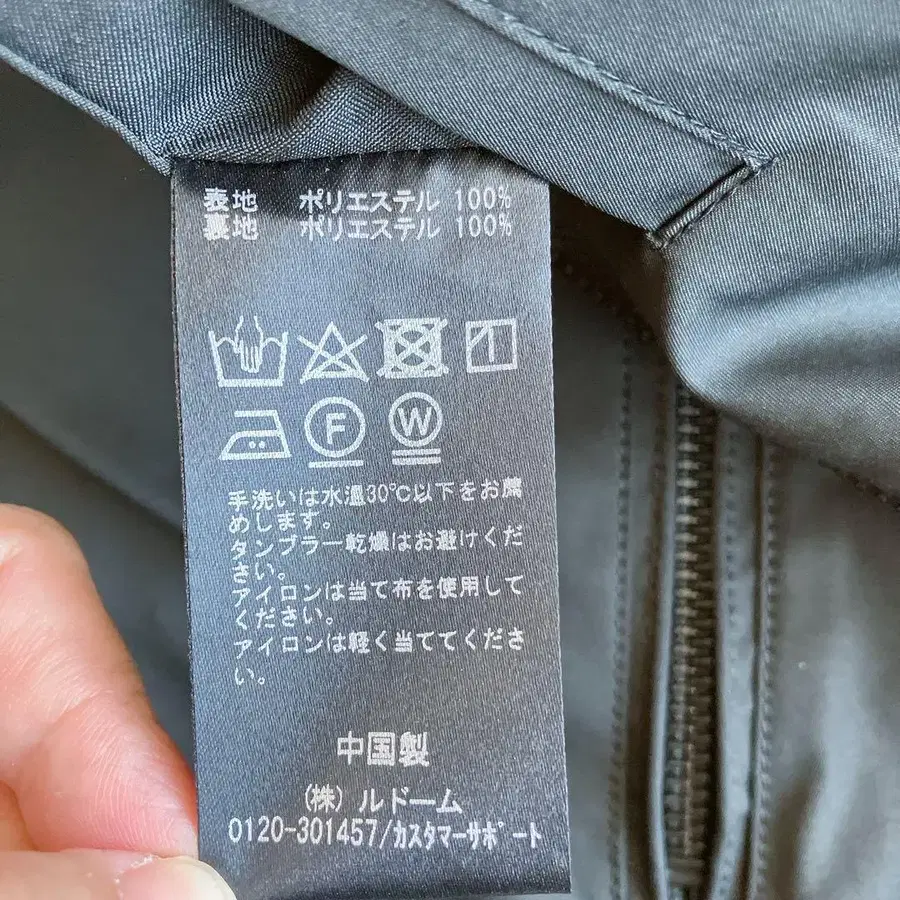 表地 ポリエステル 100%
裏地 ポリエステル 100%
F W
手洗いは水温30℃以下をお薦
めします。
タンブラー乾燥はお避けくだ
さい。
アイロンは当て布を使用して
ください。
アイロンは軽く当ててくださ
い。
中国製
(株) ルドーム
0120-301457/カスタマーサポート